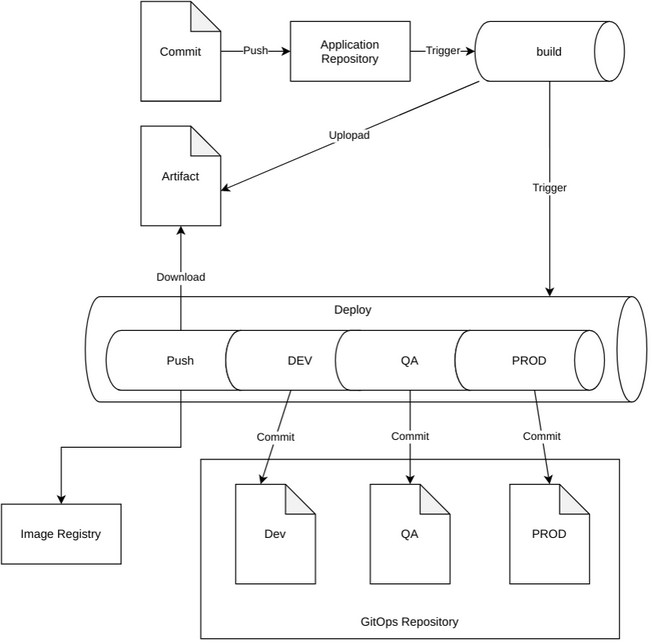 Commit
Push
Application
Repository
Trigger
build
Uplopad
Artifact
Trigger
Download
Deploy
Push
DEV
QA
PROD
Commit
Commit
Commit
Image Registry
Dev
QA
PROD
GitOps Repository